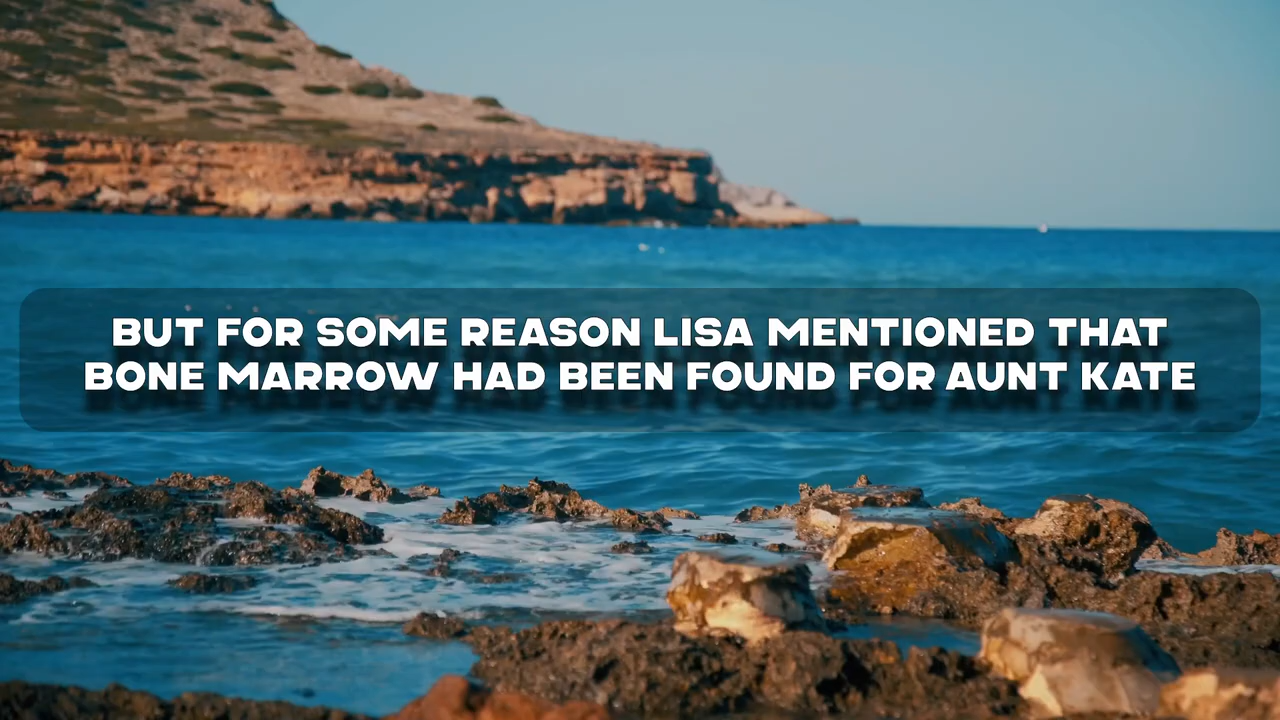 BUT FOR SOME REASON LISA MENTIONED THAT
BONE MARROW HAD BEEN FOUND FOR AUNT KATE